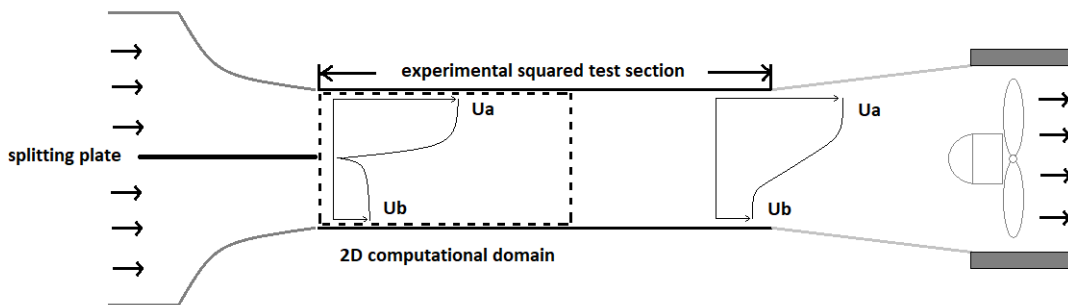 experimental squared test section
Ua
Ua
splitting plate
Ub
Ub
2D computational domain